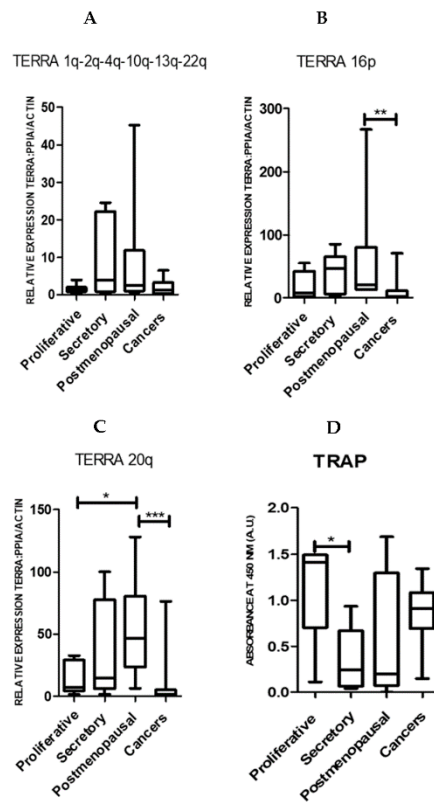 A
TERRA 1q-2q-4q-10q-13q-22q
RELATIVE EXPRESSION TERRA:PPIA/ACTIN
50
40
30
20
10
0
Proliferative
Secretory
Postmenopausal
Cancers
B
TERRA 16p
RELATIVE EXPRESSION TERRA:PPIA/ACTIN
300
200
100
0
**
Proliferative
Secretory
Postmenopausal
Cancers
C
TERRA 20q
RELATIVE EXPRESSION TERRA:PPIA/ACTIN
150
100
50
0
*
***
Proliferative
Secretory
Postmenopausal
Cancers
D
TRAP
ABSORBANCE AT 450 NM (A.U.)
2.0
1.5
1.0
0.5
0.0
*
Proliferative
Secretory
Postmenopausal
Cancers